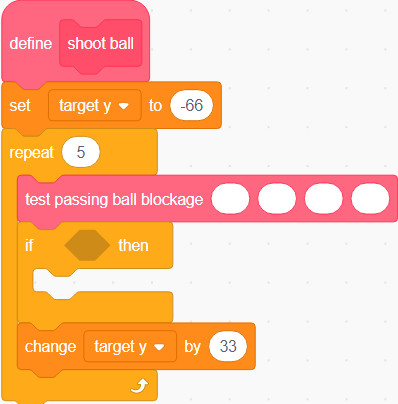 define shoot ball
set target y to -66
repeat 5
test passing ball blockage
if then
change target y by 33